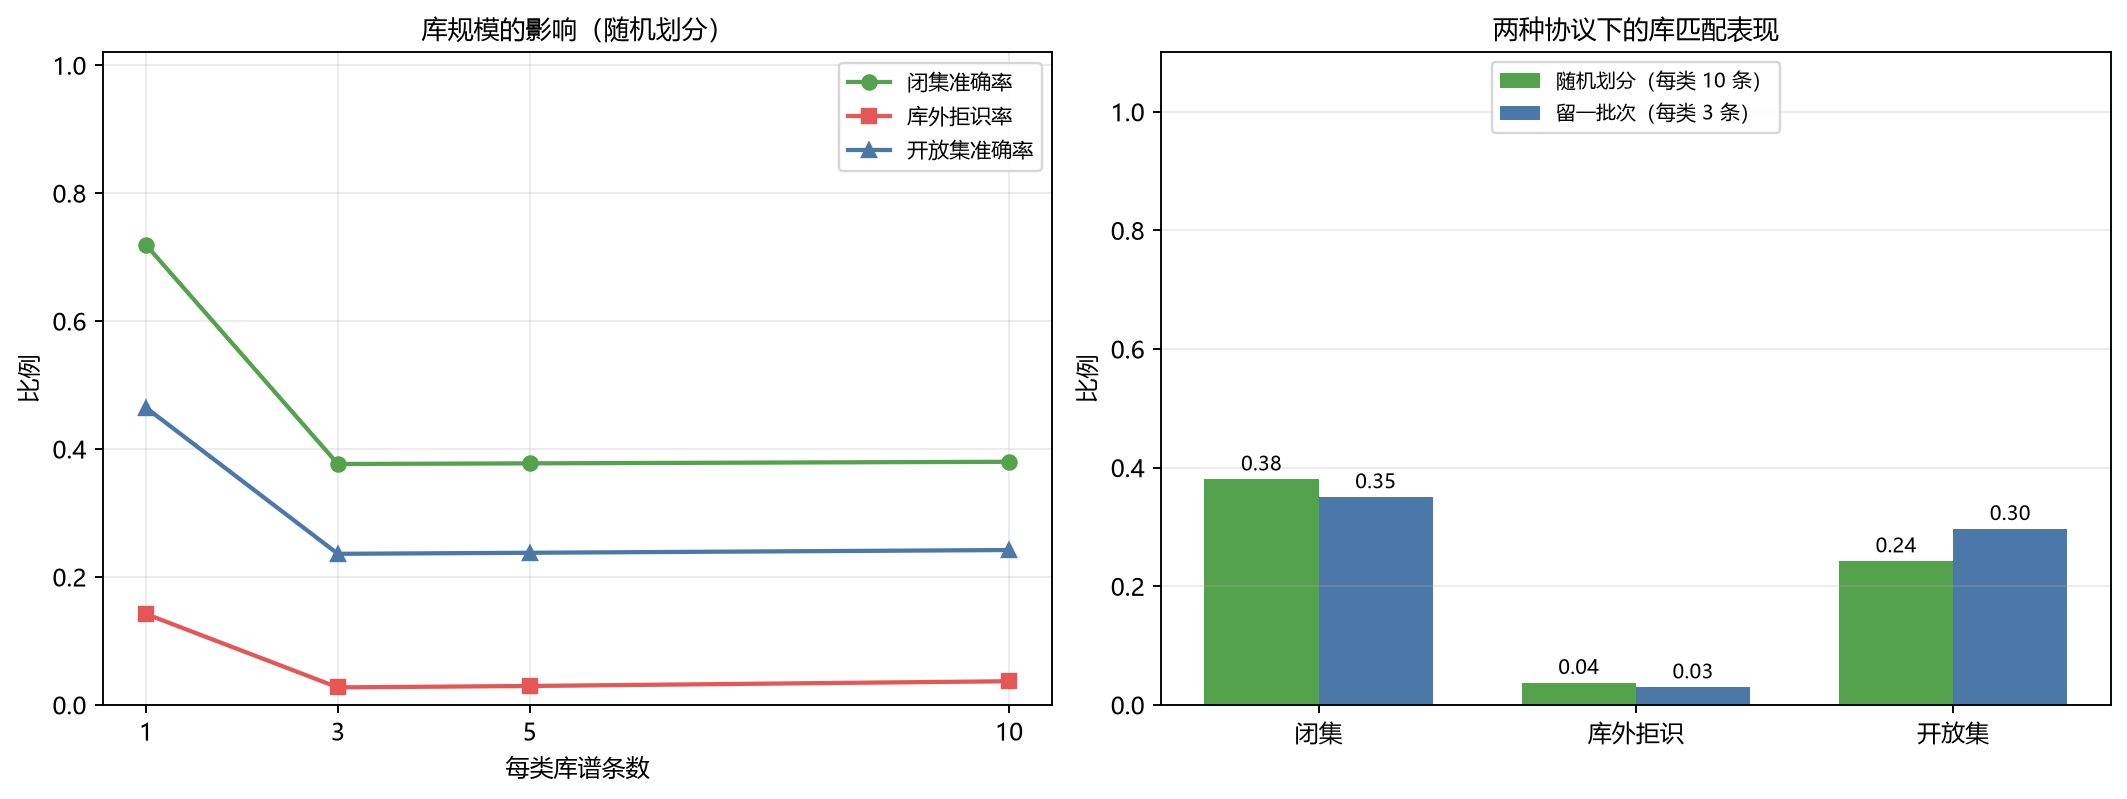 库规模的影响（随机划分）
闭集准确率
库外拒识率
开放集准确率
比例
1.0
0.8
0.6
0.4
0.2
0.0
1 3 5 10
每类库谱条数
两种协议下的库匹配表现
随机划分（每类 10 条）
留一批次（每类 3 条）
比例
1.0
0.8
0.6
0.4
0.2
0.0
0.38
0.35
0.04
0.03
0.24
0.30
闭集 库外拒识 开放集